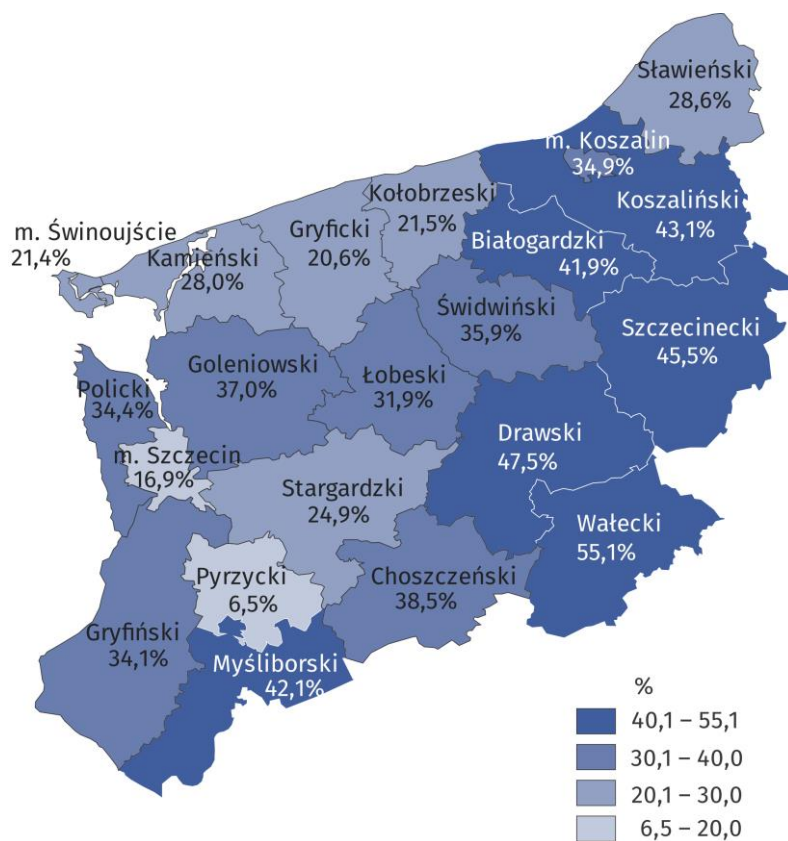 Sławieński
28,6%
m. Koszalin
34,9%
Koszaliński
43,1%
Kołobrzeski
21,5%
Białogardzki
41,9%
m. Świnoujście
21,4%
Kamieński
28,0%
Gryficki
20,6%
Świdwiński
35,9%
Szczecinecki
45,5%
Goleniowski
37,0%
Łobeski
31,9%
Policki
34,4%
m. Szczecin
16,9%
Drawski
47,5%
Stargardzki
24,9%
Wałecki
55,1%
Pyrzycki
6,5%
Choszczeński
38,5%
Gryfiński
34,1%
Myśliborski
42,1%
%
40,1 – 55,1
30,1 – 40,0
20,1 – 30,0
6,5 – 20,0